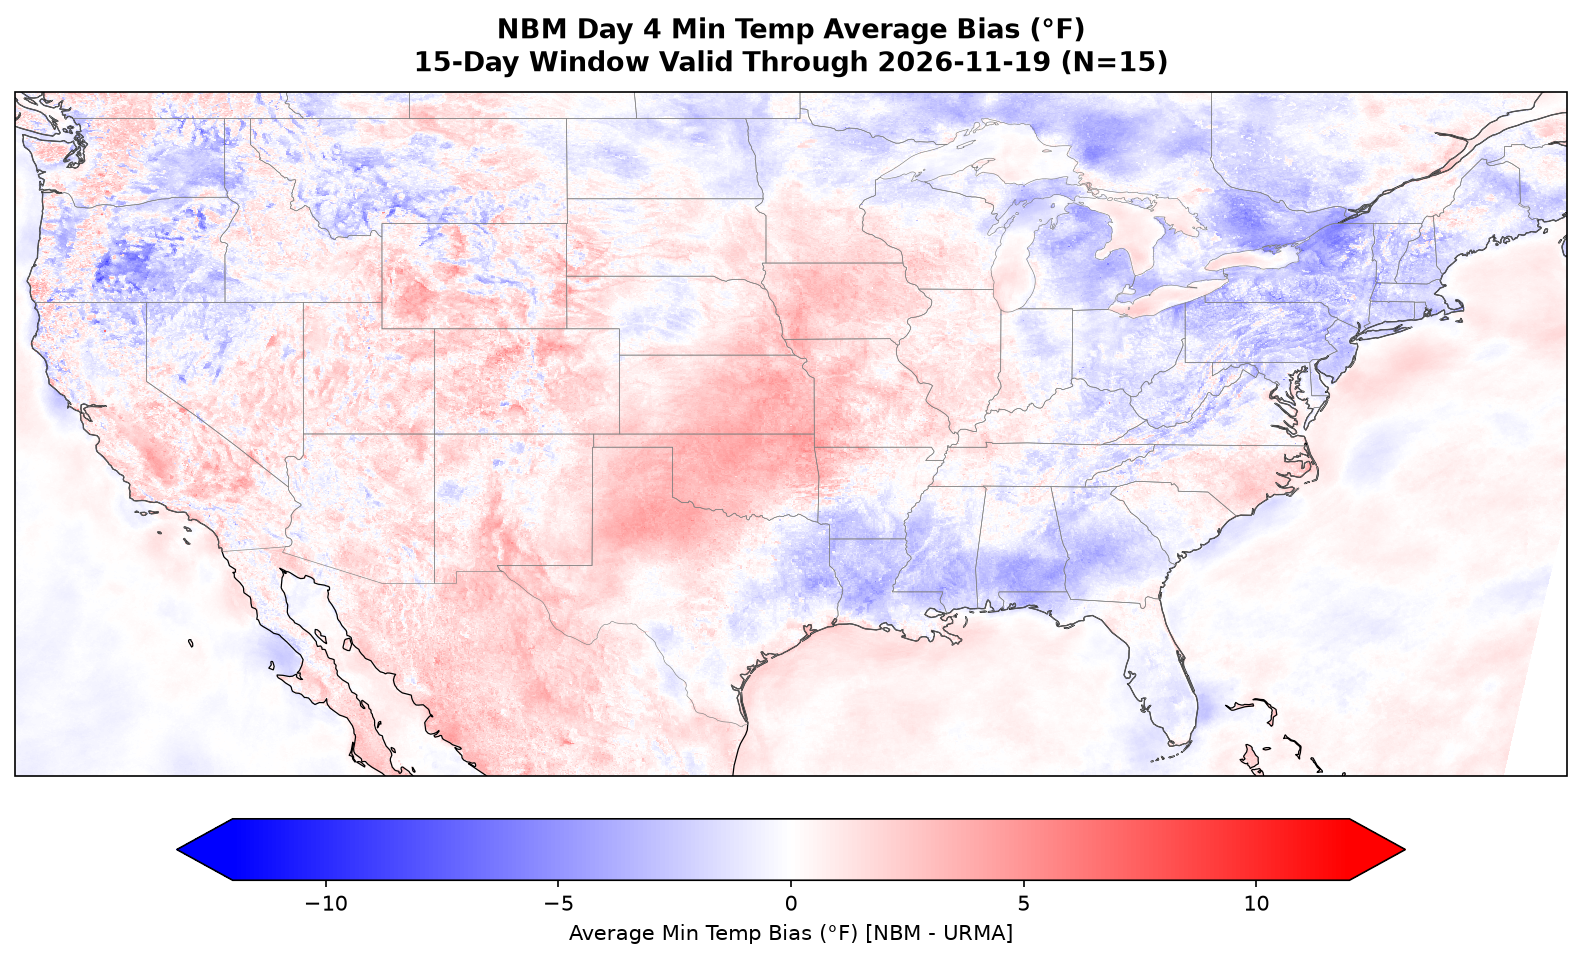 NBM Day 4 Min Temp Average Bias (°F)
15-Day Window Valid Through 2026-11-19 (N=15)
−10
−5
0
5
10
Average Min Temp Bias (°F) [NBM - URMA]